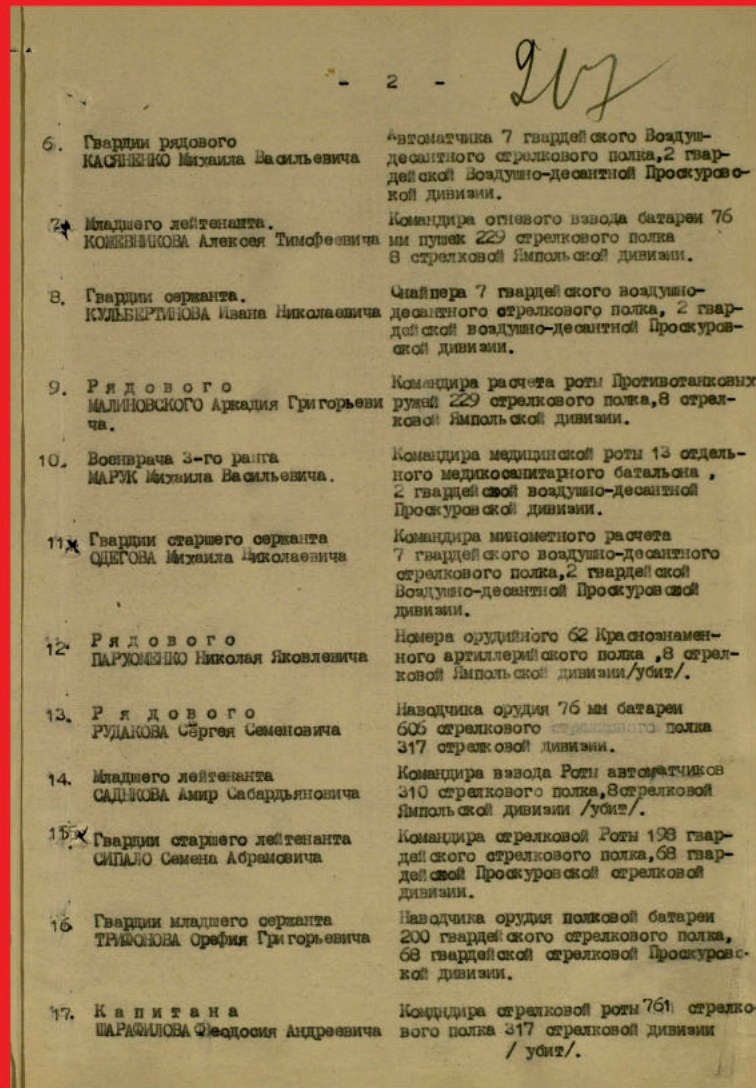 - 2 -
207
6. Гвардии рядового
КАСЯНЕНКО Михаила Васильевича
Автоматчика 7 гвардейского Воздуш-
десантного стрелкового полка,2 гвар-
дейской Воздушно-десантной Проскуровс-
кой дивизии.
7. Младшего лейтенанта.
КОЖЕВНИКОВА Алексея Тимофеевича
Командира огневого взвода батареи 76
мм пушек 229 стрелкового полка
8 стрелковой Ямпольской дивизии.
8. Гвардии сержанта.
КУЛЬБЕРТИНОВА Ивана Николаевича
Снайпера 7 гвардейского воздушно-
десантного стрелкового полка, 2 гвар-
дейской воздушно-десантной Проскуров-
ской дивизии.
9. Р я д о в о г о
МАЛИНОВСКОГО Аркадия Григорьеви
ча.
Командира расчета роты Противотанковых
ружей 229 стрелкового полка,8 стрел-
ковой Ямпольской дивизии.
10. Военврача 3-го ранга
МАРУК Михаила Васильевича.
Командира медицинской роты 13 отдель-
ного медикосанитарного батальона ,
2 гвардейской воздушно-десантной
Проскуровской дивизии.
11. Гвардии старшего сержанта
ОДЕГОВА Михаила Николаевича
Командира минометного расчета
7 гвардейского воздушно-десантного
стрелкового полка,2 гвардейской
Воздушно-десантной Проскуровской
дивизии.
12. Р я д о в о г о
ПАРХОМЕНКО Николая Яковлевича
Номера орудийного 62 Краснознамен-
ного артиллерийского полка ,8 стрел-
ковой Ямпольской дивизии/убит/.
13. Р я д о в о г о
РУДАКОВА Сергея Семеновича
Наводчика орудия 76 мм батареи
606 стрелкового стрелкового полка
317 стрелковой дивизии.
14. Младшего лейтенанта
САДЫКОВА Амир Сабардьяновича
Командира взвода Роты автоматчиков
310 стрелкового полка,8стрелковой
Ямпольской дивизии /убит/.
15. Гвардии старшего лейтенанта
СИПАЛО Семена Абрамовича
Командира стрелковой Роты 198 гвар-
дейского стрелкового полка,68 гвар-
дейской Проскуровской стрелковой
дивизии.
16. Гвардии младшего сержанта
ТРИФОНОВА Орефия Григорьевича
Наводчика орудия полковой батареи
200 гвардейского стрелкового полка,
68 гвардейской стрелковой Проскуровс-
кой дивизии.
17. К а п и т а н а
ШАРАФИЛОВА Феодосия Андреевича
Командира стрелковой роты 761 стрелко-
вого полка 317 стрелковой дивизии
/ убит/.